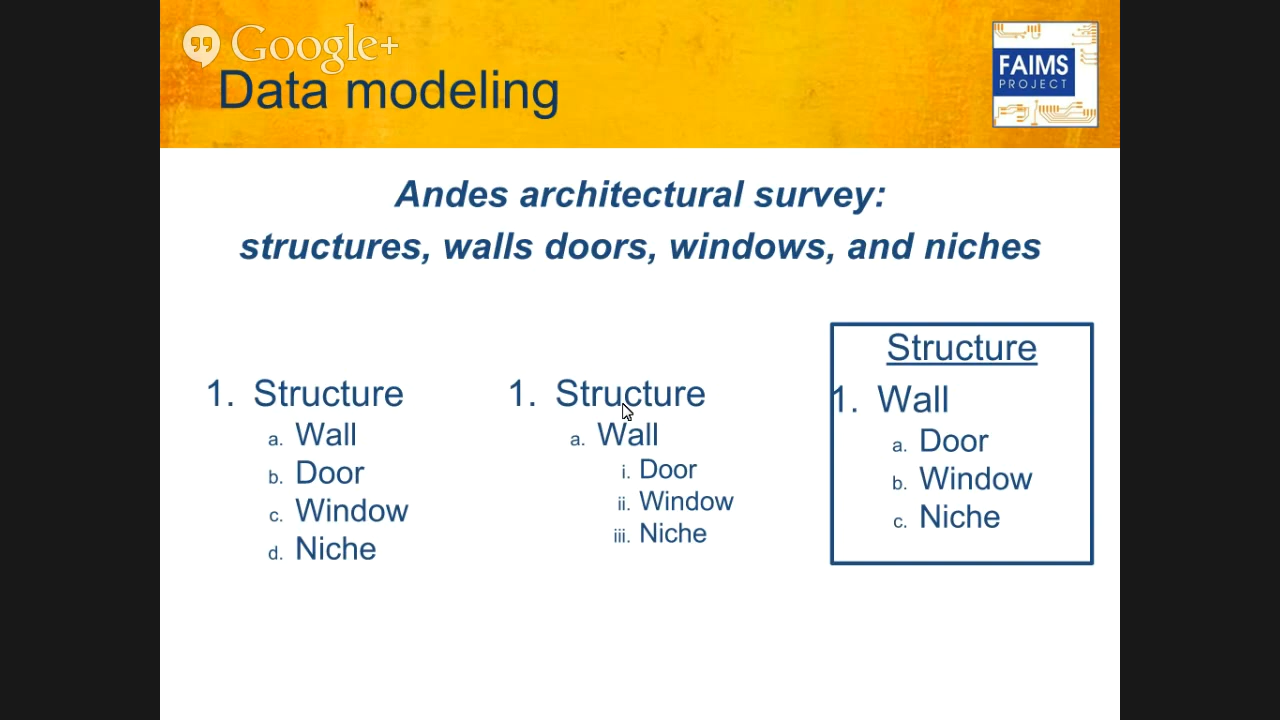 Google+
Data modeling
FAIMS
PROJECT
Andes architectural survey:
structures, walls doors, windows, and niches
1. Structure
a. Wall
b. Door
c. Window
d. Niche
1. Structure
a. Wall
i. Door
ii. Window
iii. Niche
Structure
1. Wall
a. Door
b. Window
c. Niche